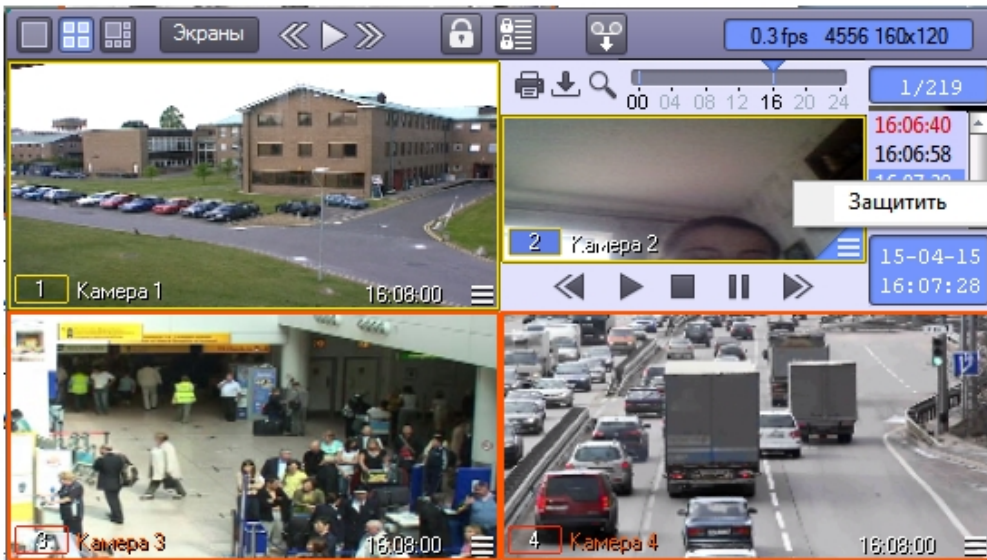 Экраны
0.3 fps 4556 160x120
00 04 08 12 16 20 24
1/219
16:06:40
16:06:58
Защитить
2 Камера 2
15-04-15
16:07:28
1 Камера 1 16:08:00
3 Камера 3 16:08:00
4 Камера 4 16:08:00